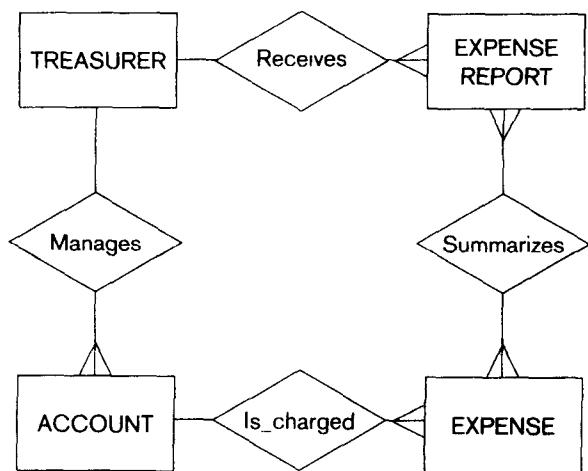 TREASURER
Receives
EXPENSE
REPORT
Manages
Summarizes
ACCOUNT
Is_charged
EXPENSE